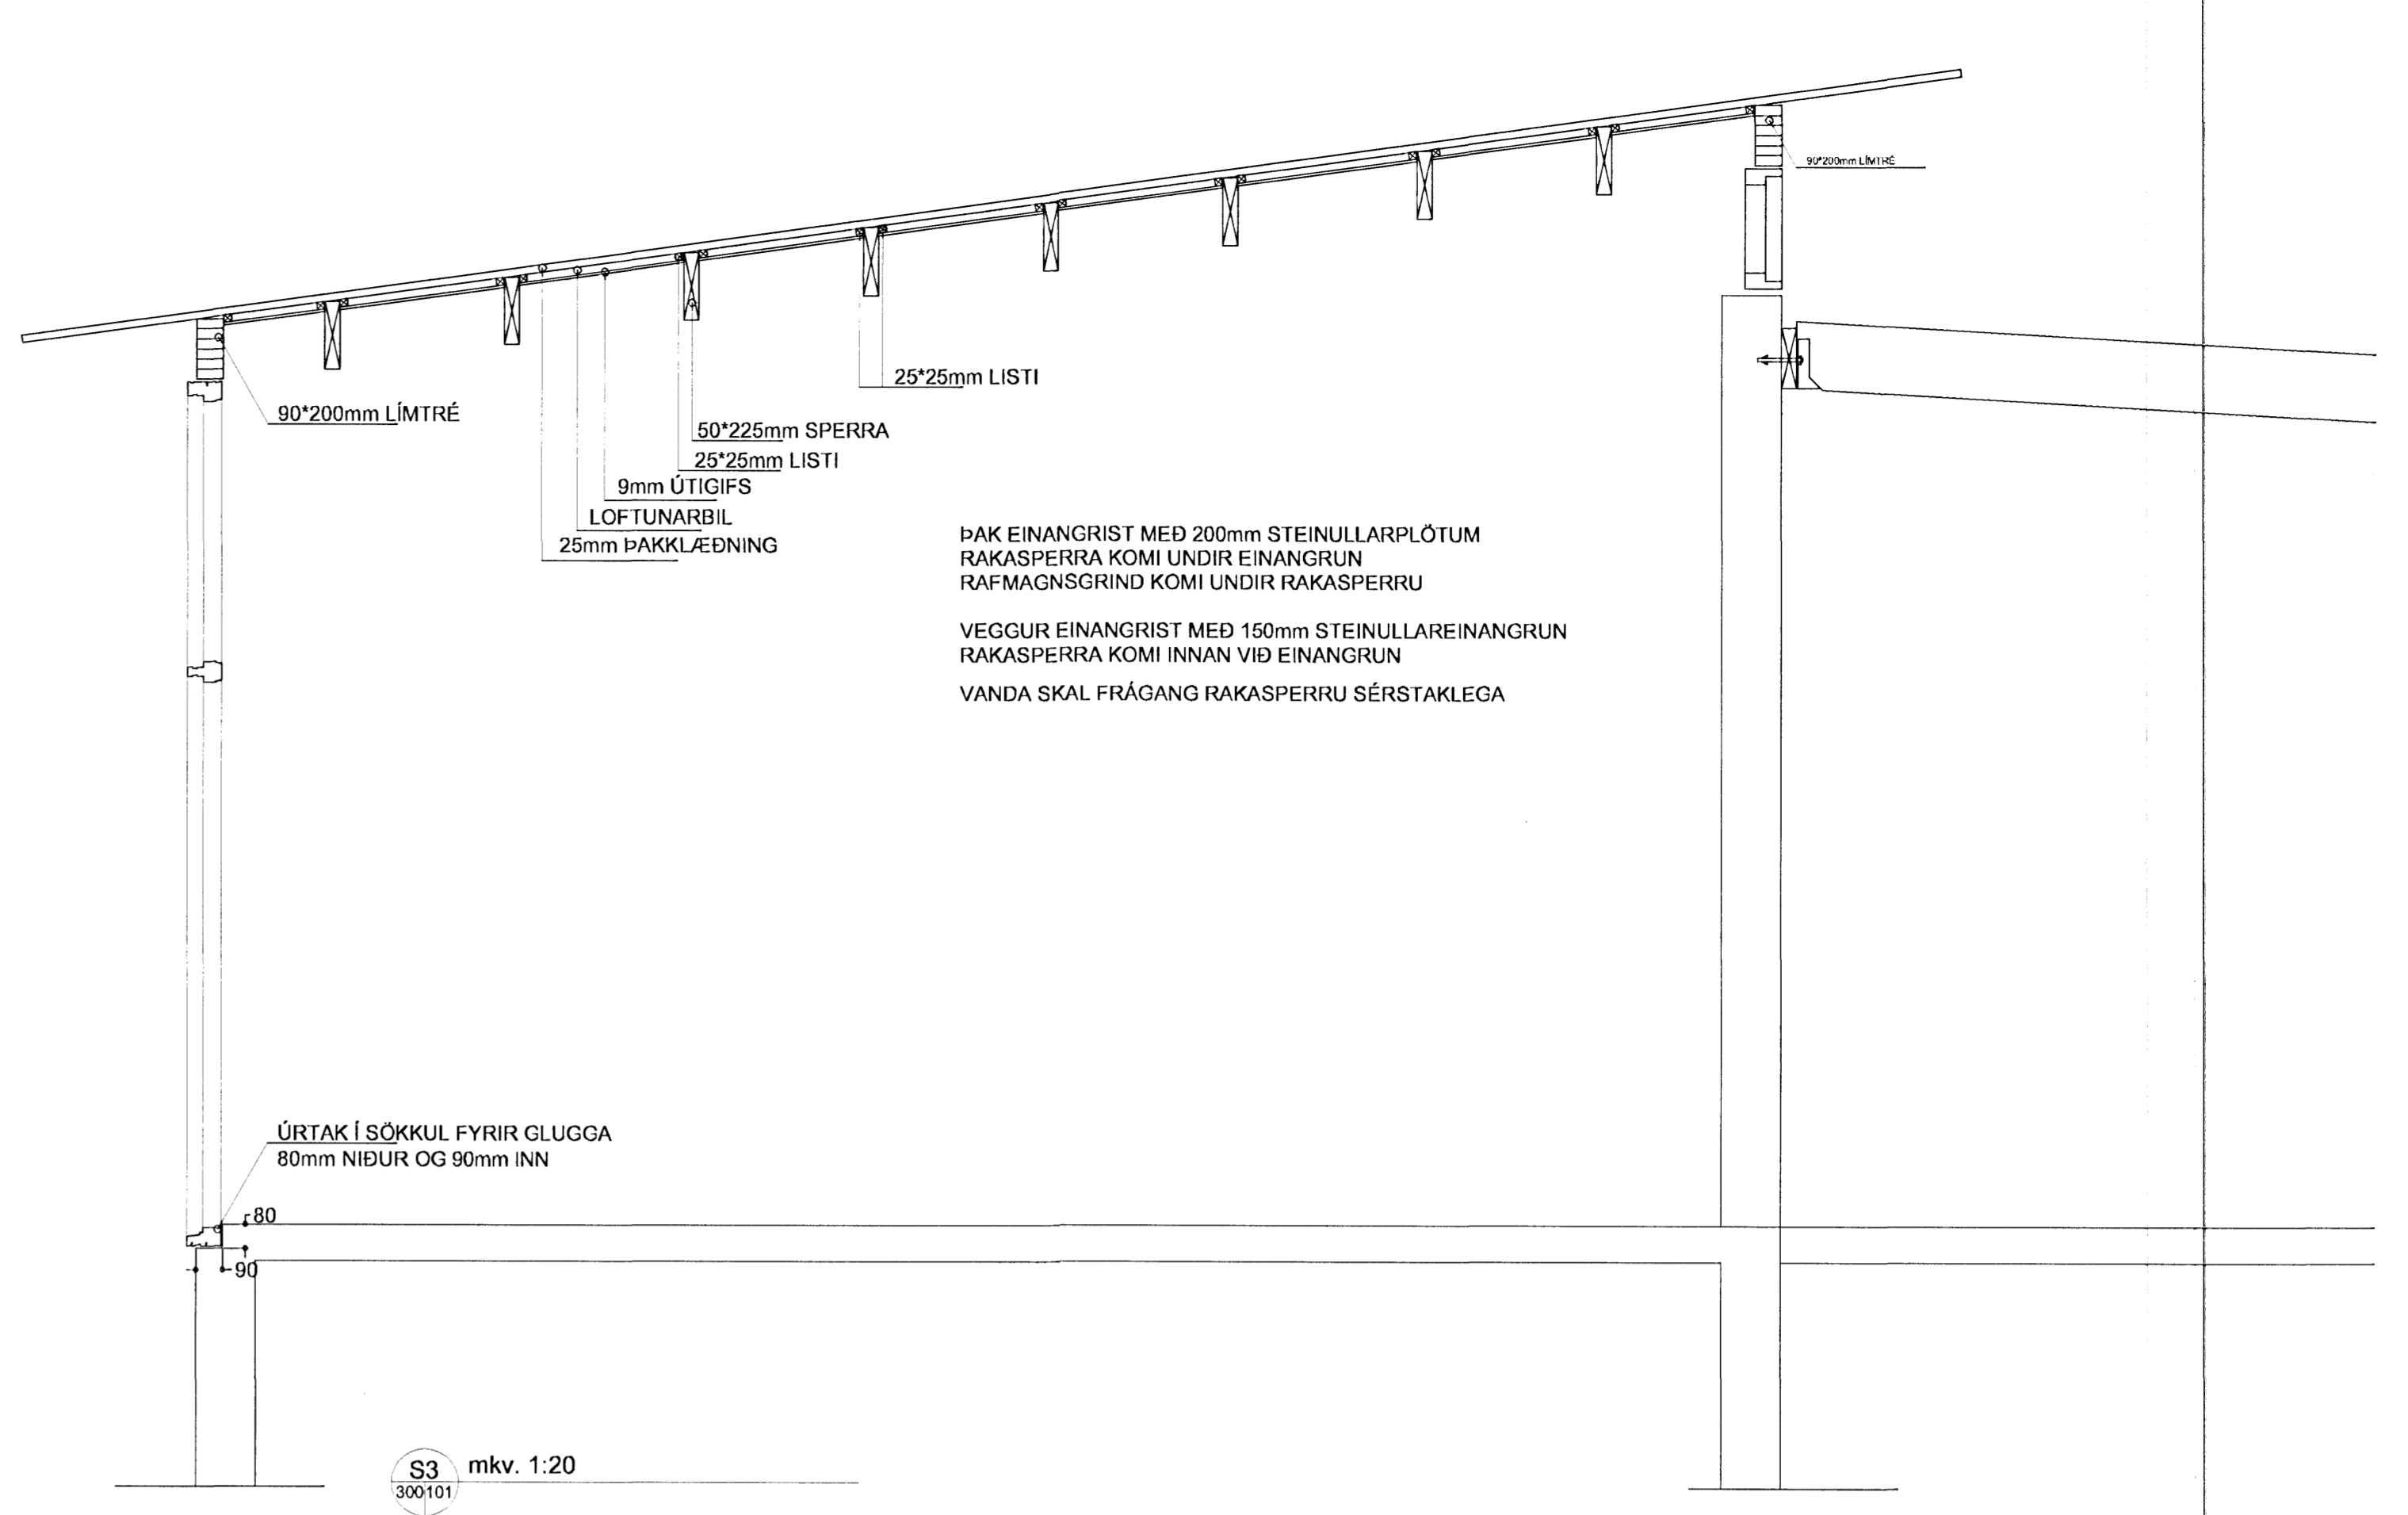 90*200mm LÍMTRÉ
25*25mm LISTI
90*200mm LÍMTRÉ
50*225mm SPERRA
25*25mm LISTI
9mm ÚTIGIFS
LOFTUNARBIL
25mm ÞAKKLÆÐNING
ÞAK EINANGRIST MEÐ 200mm STEINULLARPLÖTUM
RAKASPERRA KOMI UNDIR EINANGRUN
RAFMAGNSGRIND KOMI UNDIR RAKASPERRU
VEGGUR EINANGRIST MEÐ 150mm STEINULLAREINANGRUN
RAKASPERRA KOMI INNAN VIÐ EINANGRUN
VANDA SKAL FRÁGANG RAKASPERRU SÉRSTAKLEGA
ÚRTAK Í SÖKKUL FYRIR GLUGGA
80mm NIÐUR OG 90mm INN
80
90
S3 mkv. 1:20
300101